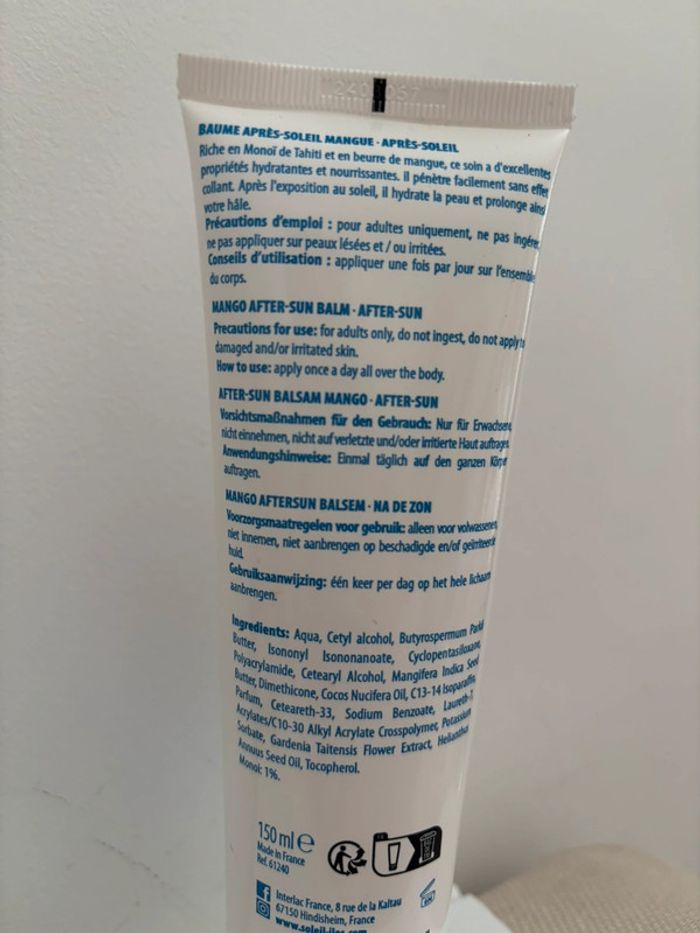 BAUME APRÈS-SOLEIL MANGUE · APRÈS-SOLEIL
Riche en Monoï de Tahiti et en beurre de mangue, ce soin a d'excellentes
propriétés hydratantes et nourrissantes. Il pénètre facilement sans effet
collant. Après l'exposition au soleil, il hydrate la peau et prolonge ainsi
votre hâle.
Précautions d'emploi : pour adultes uniquement, ne pas ingérer,
ne pas appliquer sur peaux lésées et / ou irritées.
Conseils d'utilisation : appliquer une fois par jour sur l'ensemble
du corps.
MANGO AFTER-SUN BALM · AFTER-SUN
Precautions for use: for adults only, do not ingest, do not apply
damaged and/or irritated skin.
How to use: apply once a day all over the body.
AFTER-SUN BALSAM MANGO · AFTER-SUN
Vorsichtsmaßnahmen für den Gebrauch: Nur für Erwachsene,
nicht einnehmen, nicht auf verletzte und/oder irritierte Haut auftragen.
Anwendungshinweise: Einmal täglich auf den ganzen Körper
auftragen.
MANGO AFTERSUN BALSEM · NA DE ZON
Voorzorgsmaatregelen voor gebruik: alleen voor volwassenen,
niet innemen, niet aanbrengen op beschadigde en/of geïrriteerde
huid.
Gebruiksaanwijzing: één keer per dag op het hele lichaam
aanbrengen.
Ingredients: Aqua, Cetyl alcohol, Butyrospermum Parkii
Butter, Isononyl Isononanoate, Cyclopentasiloxane,
Polyacrylamide, Cetearyl Alcohol, Mangifera Indica Seed
Butter, Dimethicone, Cocos Nucifera Oil, C13-14 Isoparaffin,
Parfum, Ceteareth-33, Sodium Benzoate, Laureth-7,
Acrylates/C10-30 Alkyl Acrylate Crosspolymer, Potassium
Sorbate, Gardenia Taitensis Flower Extract, Helianthus
Annuus Seed Oil, Tocopherol.
Monoï: 1%.
150 ml e
Made in France
Ref. 61240
Interlac France, 8 rue de la Kaltau
67150 Hindisheim, France